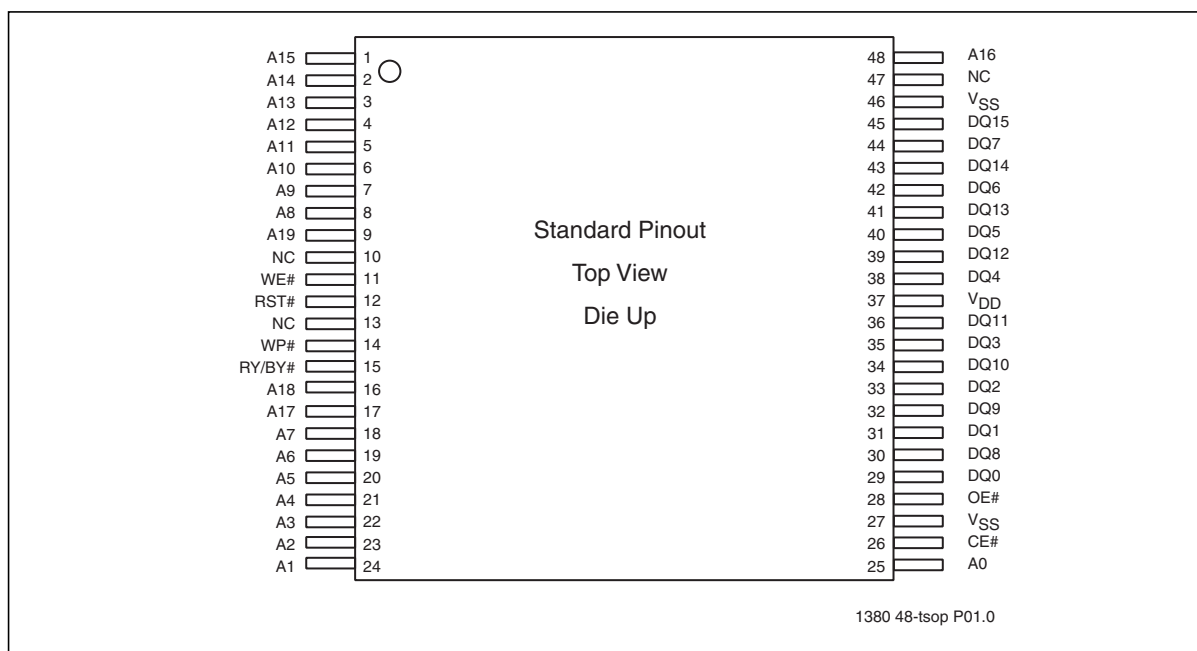 A15 1 48 A16
A14 2 47 NC
A13 3 46 VSS
A12 4 45 DQ15
A11 5 44 DQ7
A10 6 43 DQ14
A9 7 42 DQ6
A8 8 41 DQ13
A19 9 40 DQ5
NC 10 39 DQ12
WE# 11 38 DQ4
RST# 12 37 VDD
NC 13 36 DQ11
WP# 14 35 DQ3
RY/BY# 15 34 DQ10
A18 16 33 DQ2
A17 17 32 DQ9
A7 18 31 DQ1
A6 19 30 DQ8
A5 20 29 DQ0
A4 21 28 OE#
A3 22 27 VSS
A2 23 26 CE#
A1 24 25 A0
Standard Pinout
Top View
Die Up
1380 48-tsop P01.0